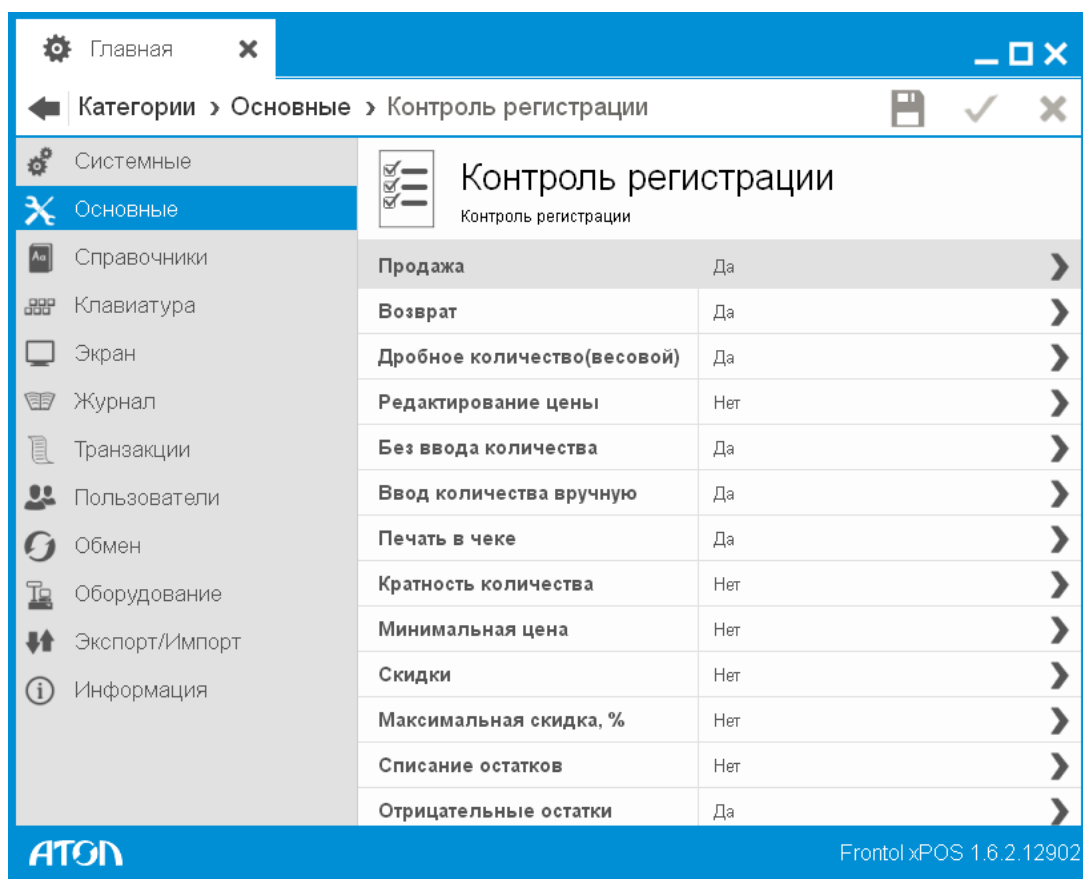 Главная
Категории › Основные › Контроль регистрации
Системные
Основные
Справочники
Клавиатура
Экран
Журнал
Транзакции
Пользователи
Обмен
Оборудование
Экспорт/Импорт
Информация
Контроль регистрации
Контроль регистрации
Продажа Да
Возврат Да
Дробное количество(весовой) Да
Редактирование цены Нет
Без ввода количества Да
Ввод количества вручную Да
Печать в чеке Да
Кратность количества Нет
Минимальная цена Нет
Скидки Нет
Максимальная скидка, % Нет
Списание остатков Нет
Отрицательные остатки Да
АТОЛ
Frontol xPOS 1.6.2.12902